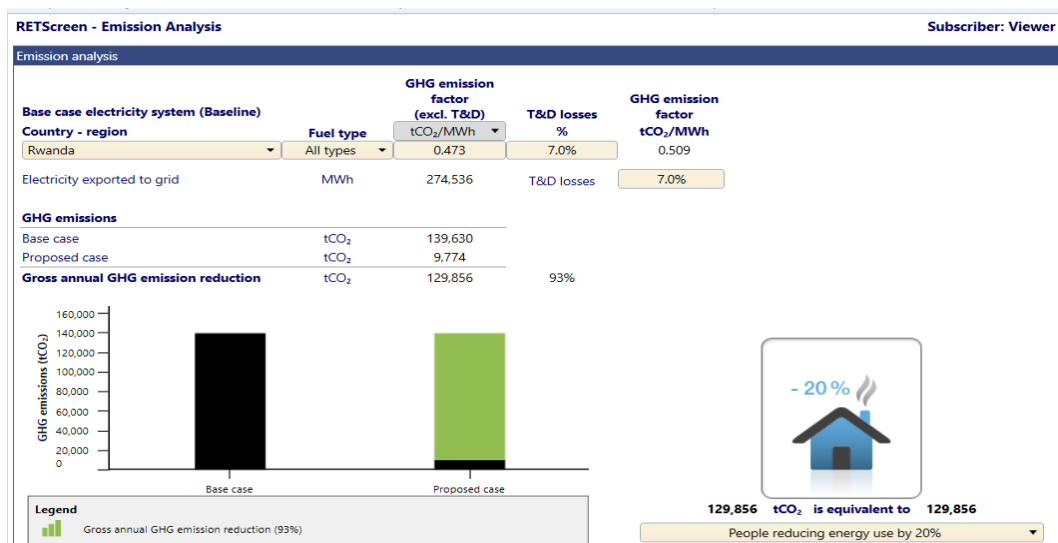 RETScreen - Emission Analysis Subscriber: Viewer
Emission analysis
GHG emission
factor GHG emission
Base case electricity system (Baseline) (excl. T&D) T&D losses factor
Country - region Fuel type tCO₂/MWh % tCO₂/MWh
Rwanda All types 0.473 7.0% 0.509
Electricity exported to grid MWh 274,536 T&D losses 7.0%
GHG emissions
Base case tCO₂ 139,630
Proposed case tCO₂ 9,774
Gross annual GHG emission reduction tCO₂ 129,856 93%
GHG emissions (tCO₂)
160,000
140,000
120,000
100,000
80,000
60,000
40,000
20,000
0
Base case Proposed case
- 20 %
Legend
Gross annual GHG emission reduction (93%)
129,856 tCO₂ is equivalent to 129,856
People reducing energy use by 20%